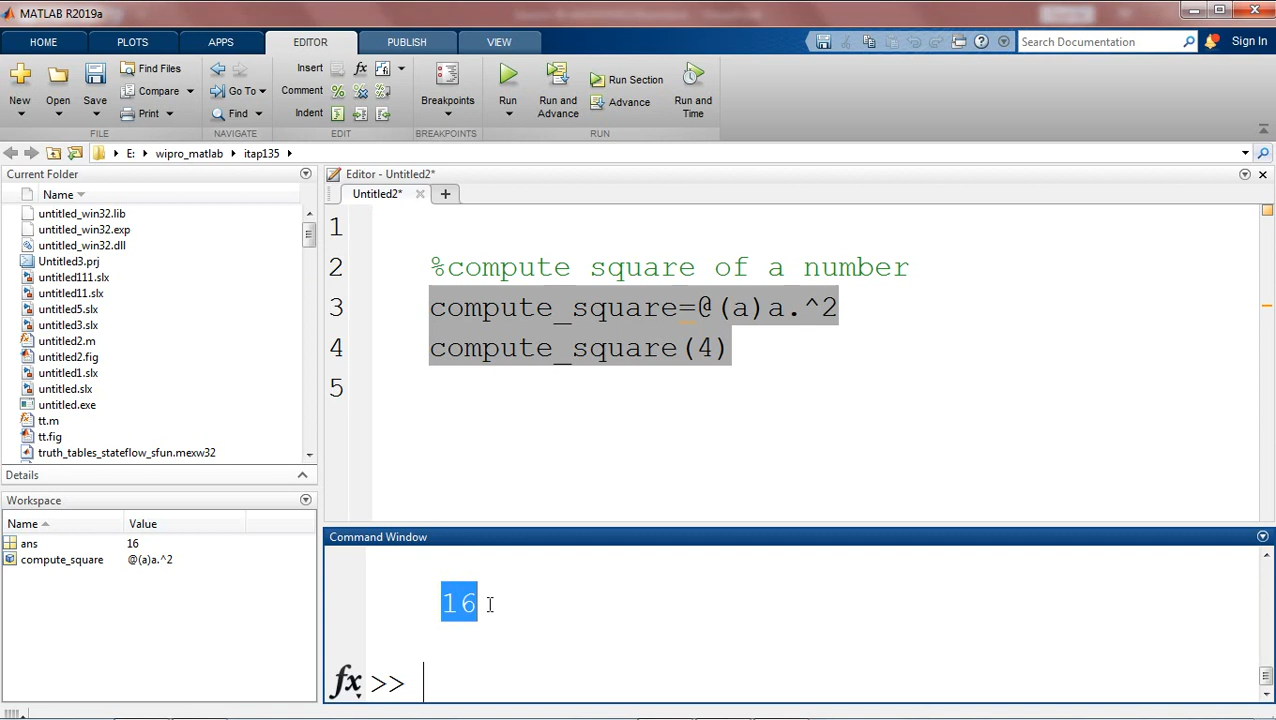 MATLAB R2019a
HOME PLOTS APPS EDITOR PUBLISH VIEW
Search Documentation
Sign In
New
Open
Save
Find Files
Compare
Print
FILE
Go To
Find
NAVIGATE
Insert
Comment
Indent
EDIT
Breakpoints
BREAKPOINTS
Run
Run and
Advance
Run Section
Advance
Run and
Time
RUN
E: wipro_matlab itap135
Current Folder
Name
untitled_win32.lib
untitled_win32.exp
untitled_win32.dll
Untitled3.prj
untitled111.slx
untitled11.slx
untitled5.slx
untitled3.slx
untitled2.m
untitled2.fig
untitled1.slx
untitled.slx
untitled.exe
tt.m
tt.fig
truth_tables_stateflow_sfun.mexw32
Details
Workspace
Name Value
ans 16
compute_square @(a)a.^2
Editor - Untitled2*
Untitled2*
1
2 %compute square of a number
3 compute_square=@(a)a.^2
4 compute_square(4)
5
Command Window
16
fx >>